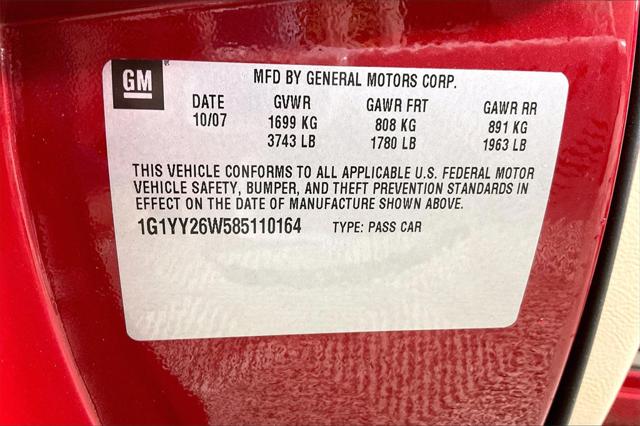 GM ®
MFD BY GENERAL MOTORS CORP.
DATE GVWR GAWR FRT GAWR RR
10/07 1699 KG 808 KG 891 KG
3743 LB 1780 LB 1963 LB
THIS VEHICLE CONFORMS TO ALL APPLICABLE U.S. FEDERAL MOTOR
VEHICLE SAFETY, BUMPER, AND THEFT PREVENTION STANDARDS IN
EFFECT ON THE DATE OF MANUFACTURE SHOWN ABOVE.
1G1YY26W585110164 TYPE: PASS CAR